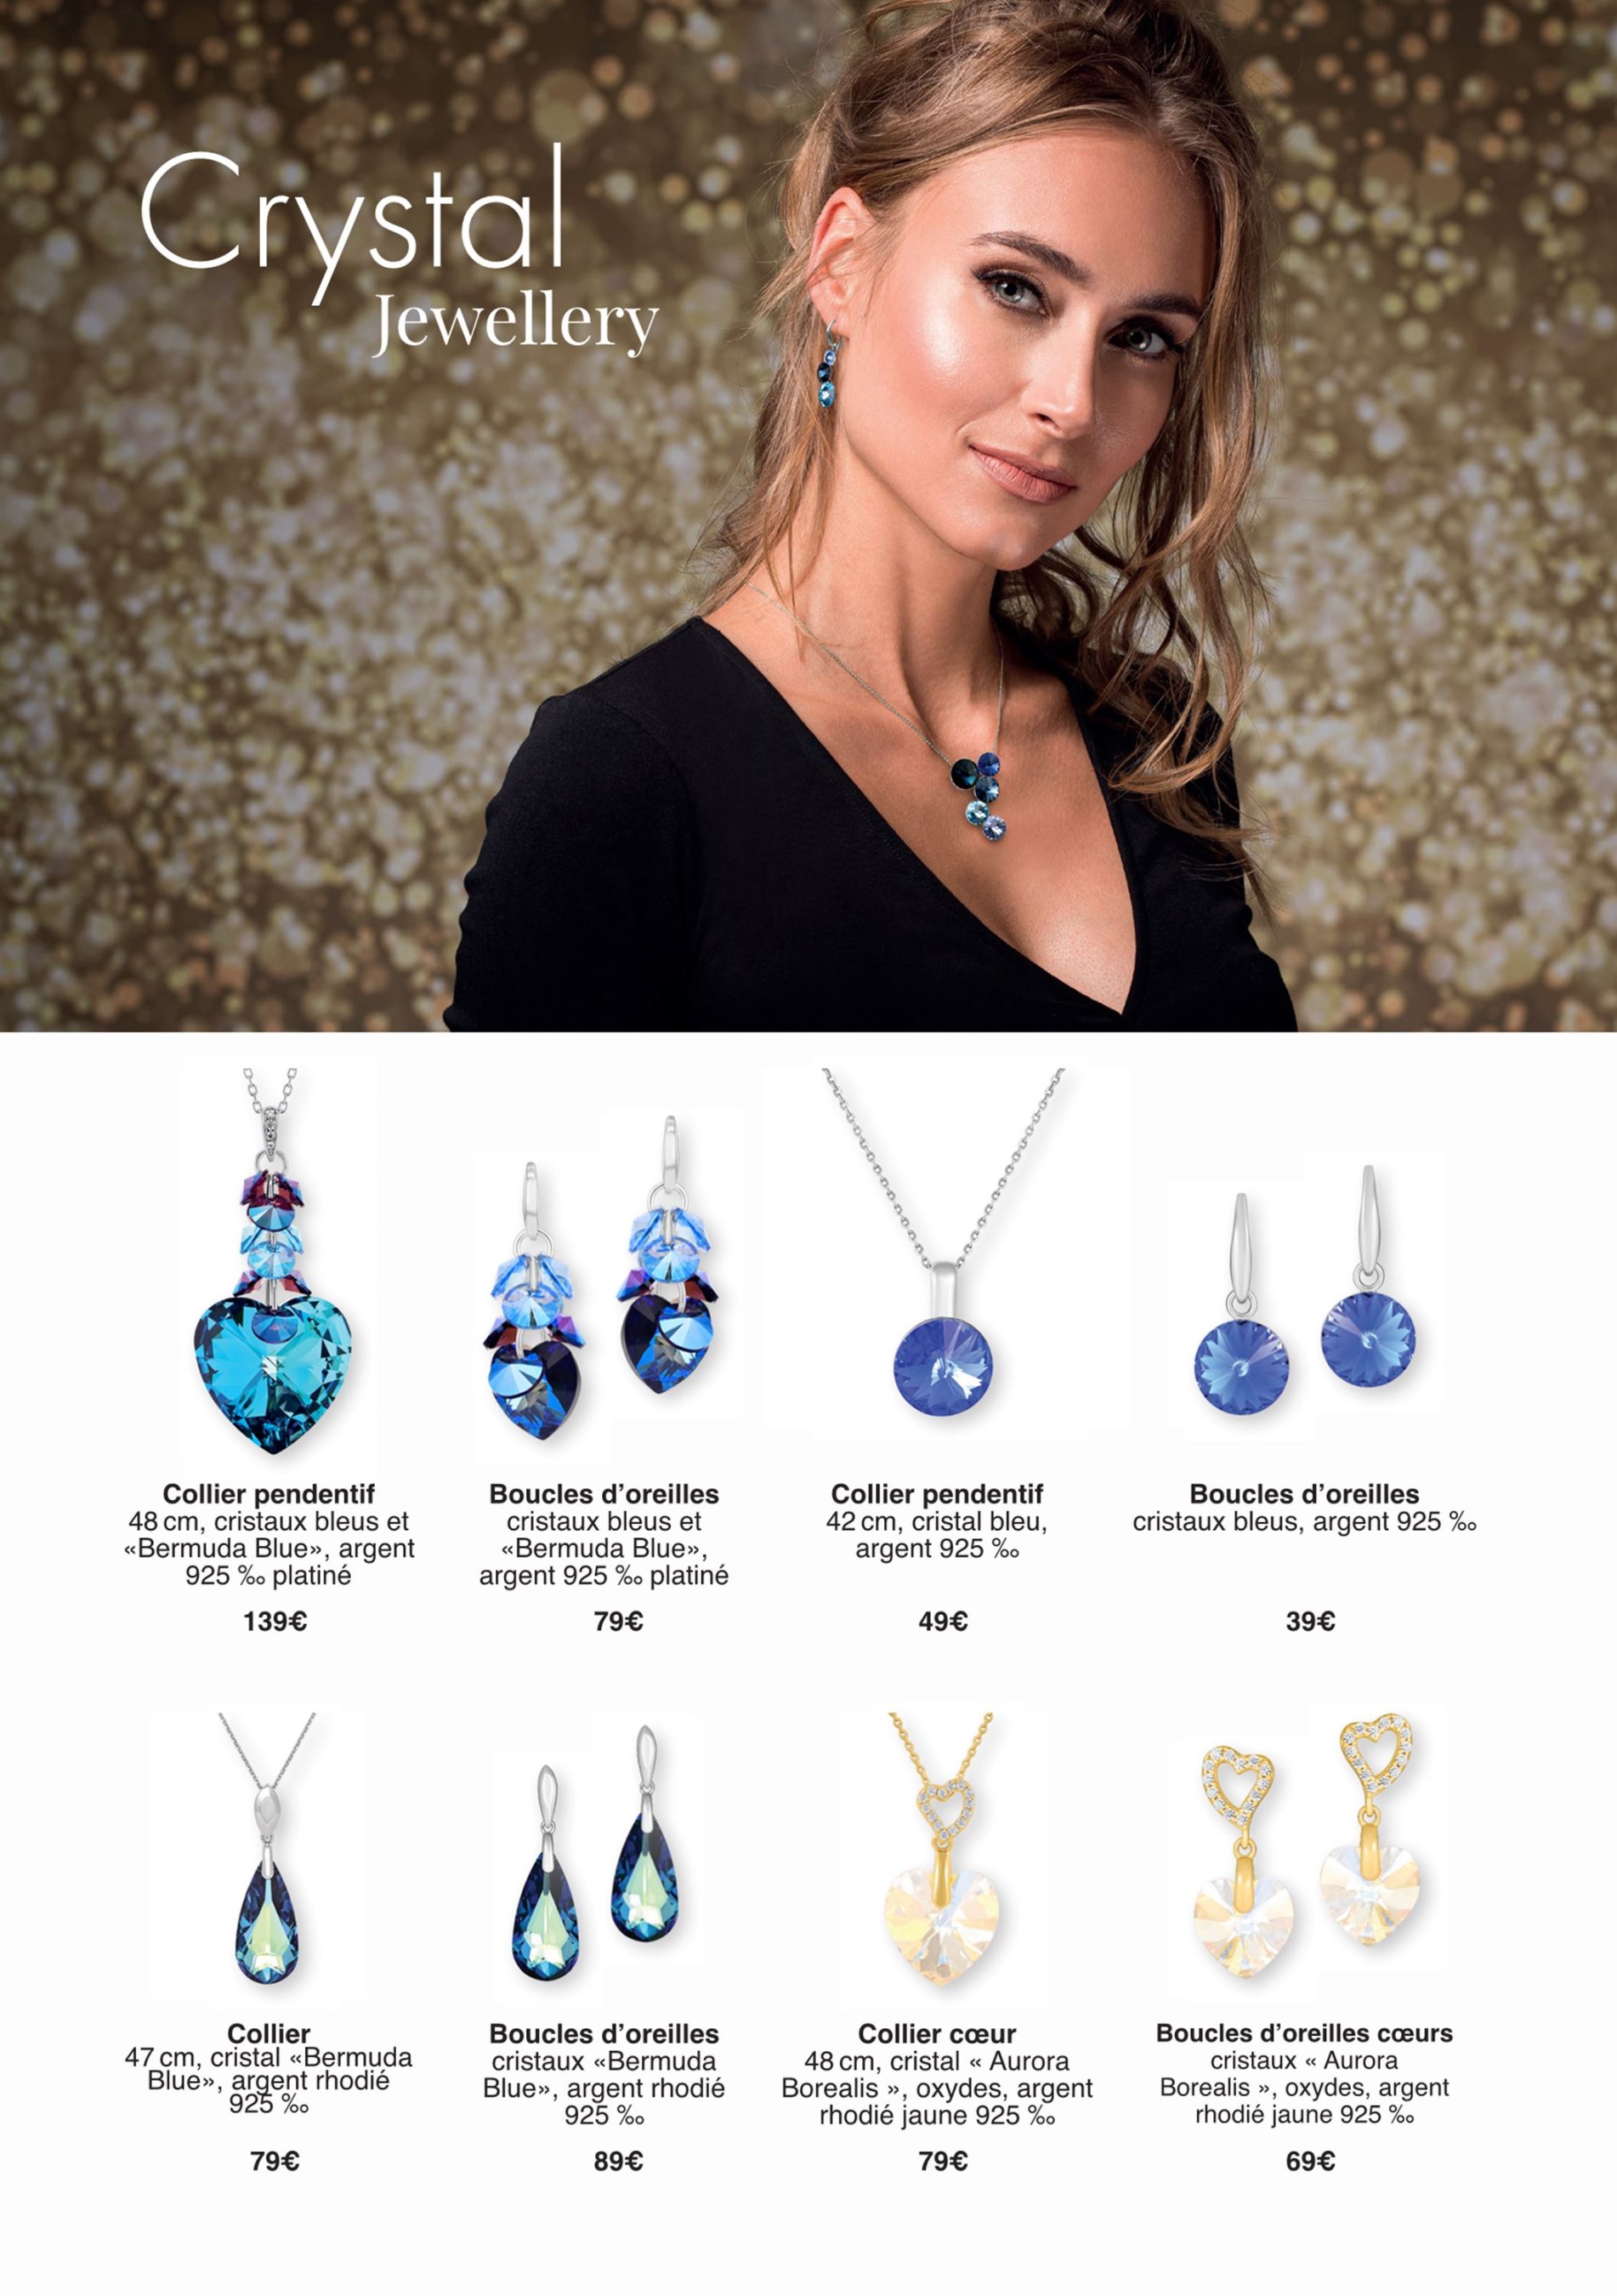 Crystal
Jewellery
Collier pendentif
48 cm, cristaux bleus et
«Bermuda Blue», argent
925 ‰ platiné
139€
Boucles d’oreilles
cristaux bleus et
«Bermuda Blue»,
argent 925 ‰ platiné
79€
Collier pendentif
42 cm, cristal bleu,
argent 925 ‰
49€
Boucles d’oreilles
cristaux bleus, argent 925 ‰
39€
Collier
47 cm, cristal «Bermuda
Blue», argent rhodié
925 ‰
79€
Boucles d’oreilles
cristaux «Bermuda
Blue», argent rhodié
925 ‰
89€
Collier cœur
48 cm, cristal « Aurora
Borealis », oxydes, argent
rhodié jaune 925 ‰
79€
Boucles d’oreilles cœurs
cristaux « Aurora
Borealis », oxydes, argent
rhodié jaune 925 ‰
69€